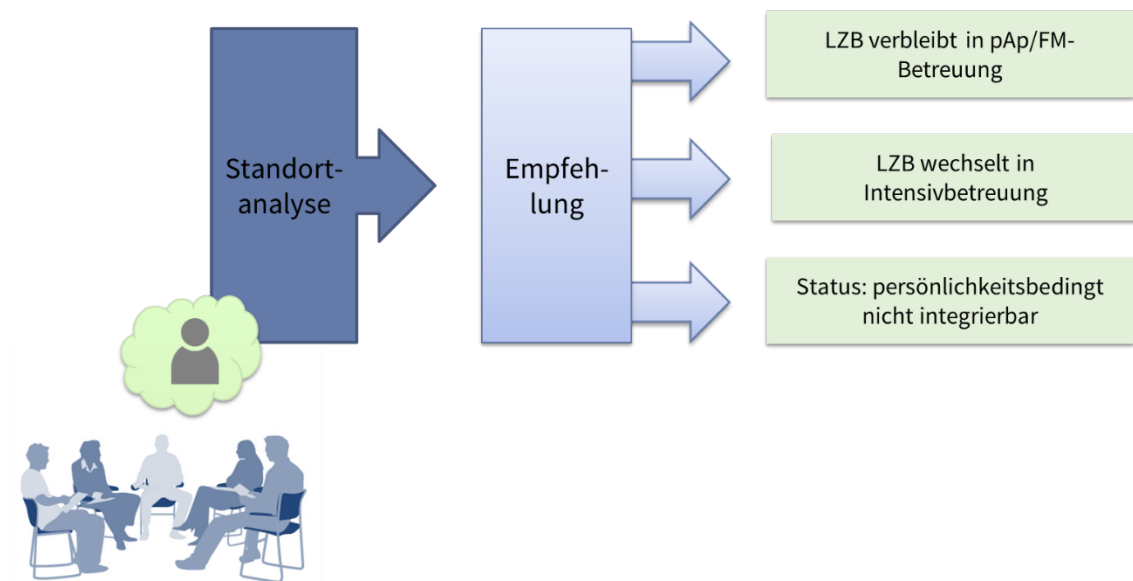 Standort-
analyse
Empfeh-
lung
LZB verbleibt in pAp/FM-
Betreuung
LZB wechselt in
Intensivbetreuung
Status: persönlichkeitsbedingt
nicht integrierbar